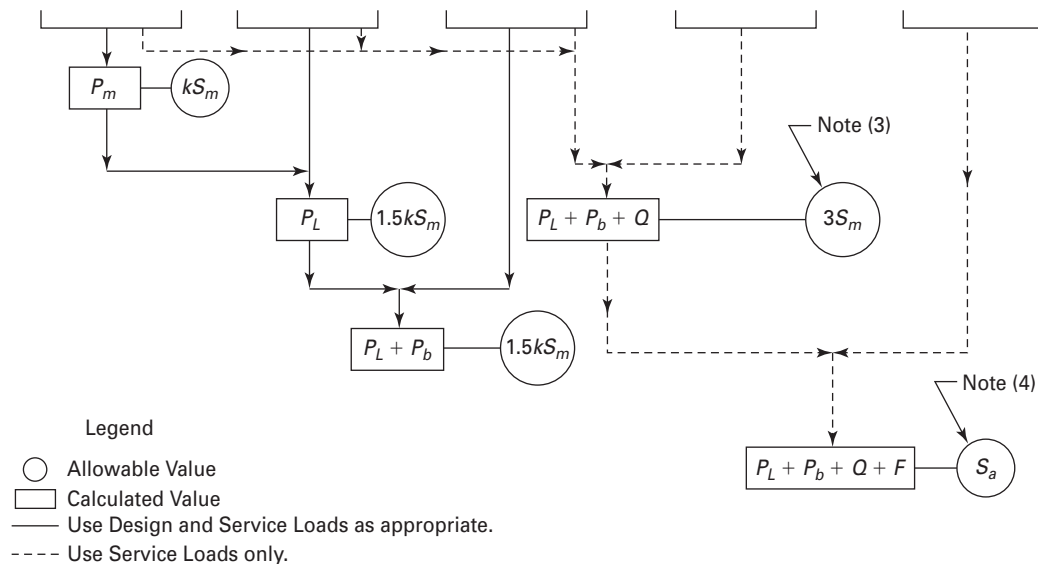 P_m
kS_m
Note (3)
P_L
1.5kS_m
P_L + P_b + Q
3S_m
P_L + P_b
1.5kS_m
Note (4)
Legend
P_L + P_b + Q + F
S_a
Allowable Value
Calculated Value
Use Design and Service Loads as appropriate.
Use Service Loads only.